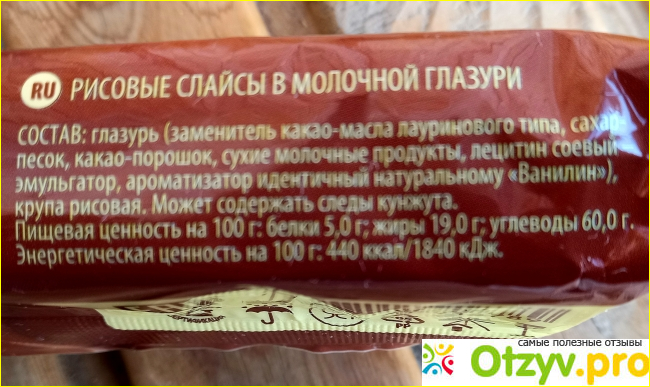 RU РИСОВЫЕ СЛАЙСЫ В МОЛОЧНОЙ ГЛАЗУРИ
СОСТАВ: глазурь (заменитель какао-масла лауринового типа, сахар-
песок, какао-порошок, сухие молочные продукты, лецитин соевый
эмульгатор, ароматизатор идентичный натуральному «Ванилин»),
крупа рисовая. Может содержать следы кунжута.
Пищевая ценность на 100 г: белки 5,0 г; жиры 19,0 г; углеводы 60,0 г.
Энергетическая ценность на 100 г: 440 ккал/1840 кДж.
PP
самые полезные отзывы
Otzyv.pro